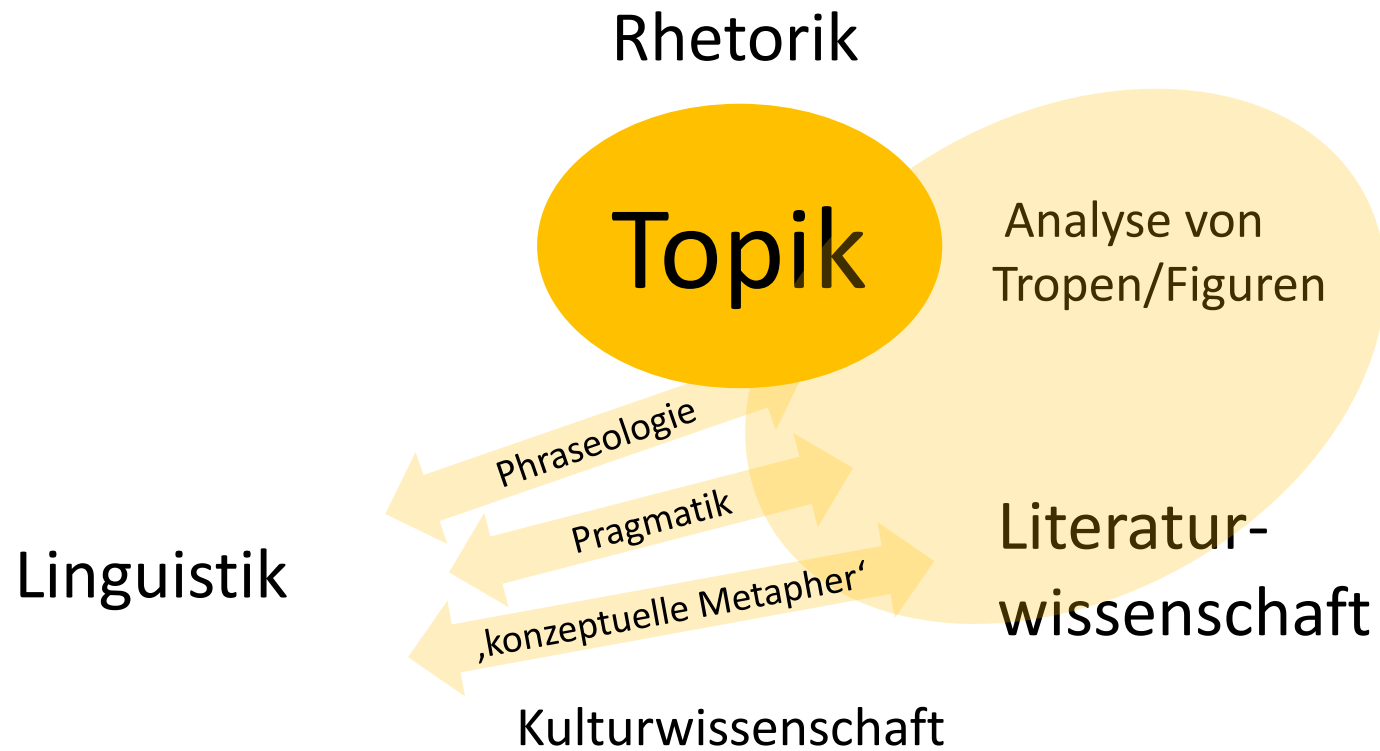 Rhetorik
Topik
Analyse von
Tropen/Figuren
Phraseologie
Pragmatik
‚konzeptuelle Metapher‘
Linguistik
Literatur-
wissenschaft
Kulturwissenschaft